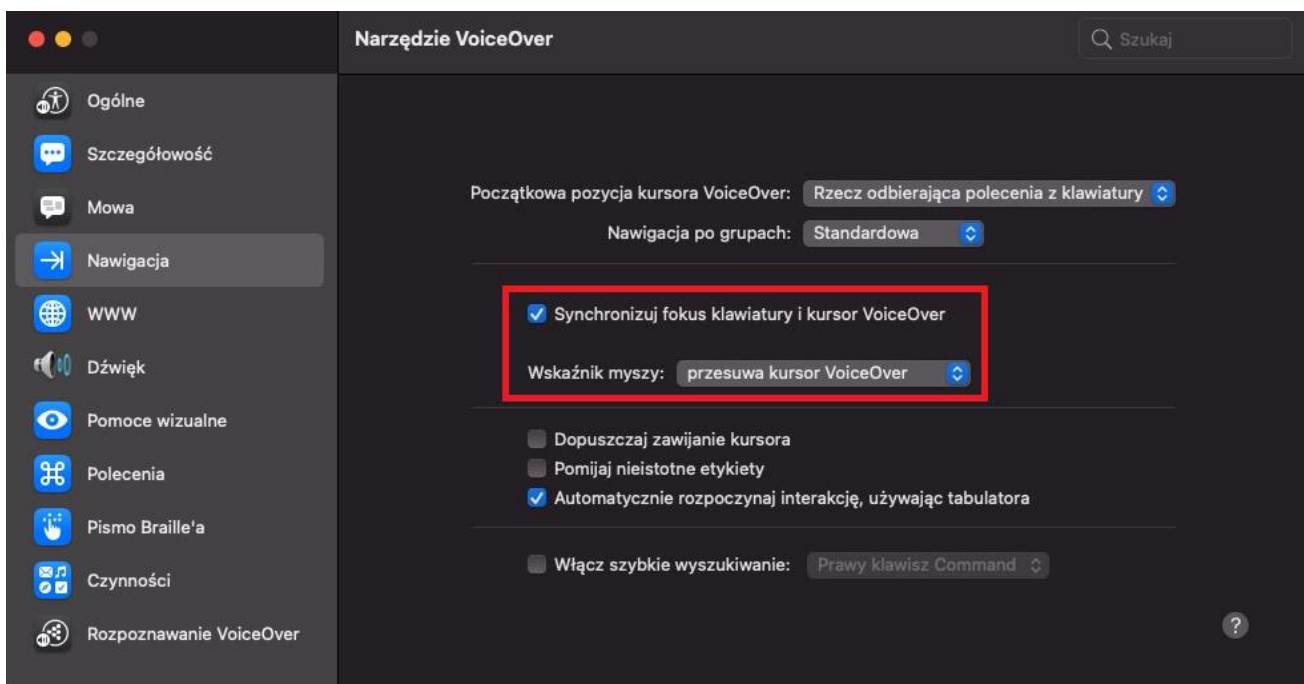 Narzędzie VoiceOver
Szukaj
Ogólne
Szczegółowość
Mowa
Nawigacja
WWW
Dźwięk
Pomoce wizualne
Polecenia
Pismo Braille'a
Czynności
Rozpoznawanie VoiceOver
Początkowa pozycja kursora VoiceOver: Rzecz odbierająca polecenia z klawiatury
Nawigacja po grupach: Standardowa
Synchronizuj fokus klawiatury i kursor VoiceOver
Wskaźnik myszy: przesuwa kursor VoiceOver
Dopuszczaj zawijanie kursora
Pomijaj nieistotne etykiety
Automatycznie rozpoczynaj interakcję, używając tabulatora
Włącz szybkie wyszukiwanie: Prawy klawisz Command
?